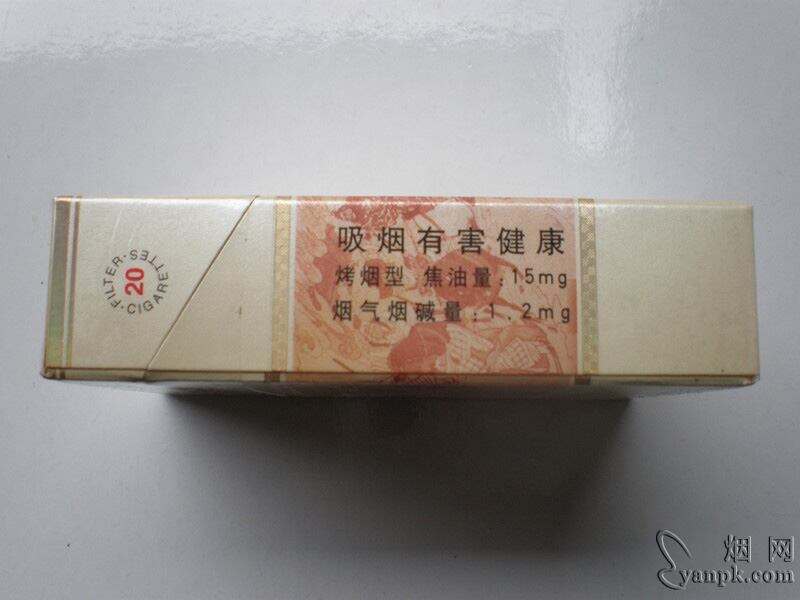 FILTER·CIGARETTES·
20
吸烟有害健康
烤烟型 焦油量:15mg
烟气烟碱量:1.2mg
烟网
yanpk.com